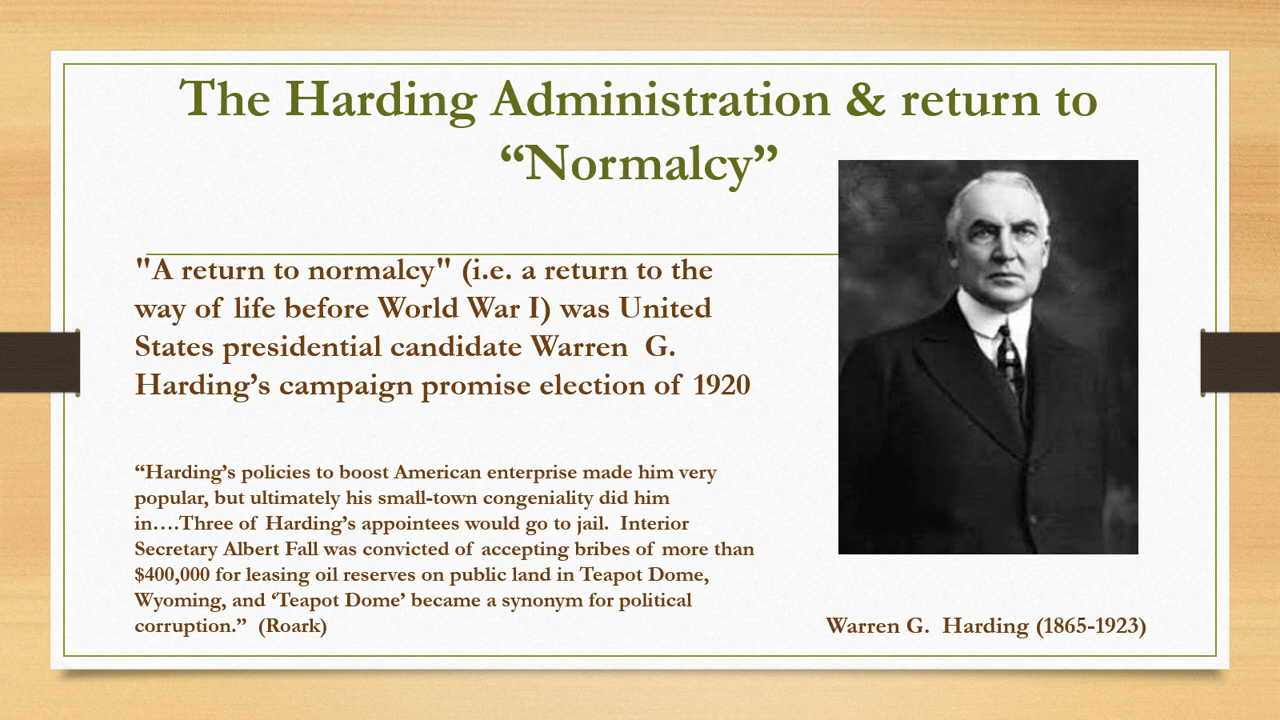 The Harding Administration & return to
“Normalcy”
"A return to normalcy" (i.e. a return to the
way of life before World War I) was United
States presidential candidate Warren  G.
Harding’s campaign promise election of 1920
“Harding’s policies to boost American enterprise made him very
popular, but ultimately his small-town congeniality did him
in….Three of Harding’s appointees would go to jail.  Interior
Secretary Albert Fall was convicted of accepting bribes of more than
$400,000 for leasing oil reserves on public land in Teapot Dome,
Wyoming, and ‘Teapot Dome’ became a synonym for political
corruption.”  (Roark)
Warren G.  Harding (1865-1923)